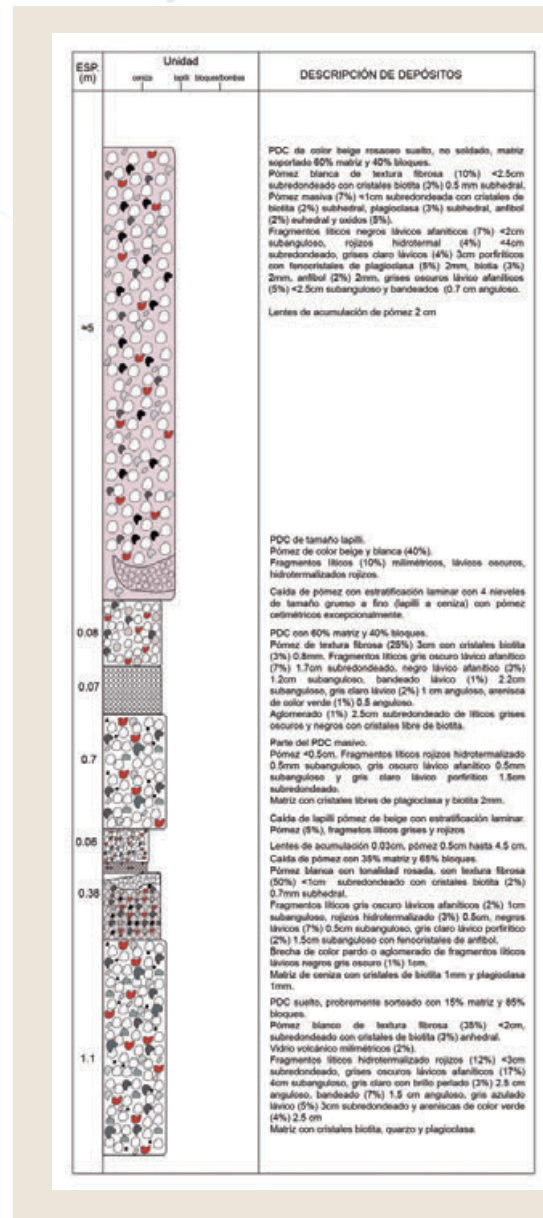 ESP. (m)
Unidad
ceniza lapilli bloques/bombas
DESCRIPCIÓN DE DEPÓSITOS
≈5
PDC de color beige rosaceo suelto, no soldado, matriz
soportado 60% matriz y 40% bloques.
Pómez blanca de textura fibrosa (10%) <2.5cm
subredondeado con cristales biotita (3%) 0.5 mm subhedral.
Pómez masiva (7%) <1cm subredondeada con cristales de
biotita (2%) subhedral, plagioclasa (3%) subhedral, anfibol
(2%) euhedral y oxidos (5%).
Fragmentos líticos negros lávicos afaníticos (7%) <2cm
subanguloso, rojizos hidrotermal (4%) <4cm
subredondeado, grises claro lávicos (4%) 3cm porfiríticos
con fenocristales de plagioclasa (5%) 2mm, biotia (3%)
2mm, anfibol (2%) 2mm, grises oscuros lávico afaníticos
(5%) <2.5cm subanguloso y bandeados (0.7 cm anguloso.
Lentes de acumulación de pómez 2 cm
0.08
PDC de tamaño lapilli.
Pómez de color beige y blanca (40%).
Fragmentos líticos (10%) milimétricos, lávicos oscuros,
hidrotermalizados rojizos.
0.07
Caída de pómez con estratificación laminar con 4 nieveles
de tamaño grueso a fino (lapilli a ceniza) con pómez
cetimétricos excepcionalmente.
0.7
PDC con 60% matriz y 40% bloques.
Pómez de textura fibrosa (25%) 3cm con cristales biotita
(3%) 0.8mm. Fragmentos líticos gris oscuro lávico afanítico
(7%) 1.7cm subredondeado, negro lávico afanítico (3%)
1.2cm subanguloso, bandeado lávico (1%) 2.2cm
subanguloso, gris claro lávico (2%) 1 cm anguloso, arenisca
de color verde (1%) 0.5 anguloso.
Aglomerado (1%) 2.5cm subredondeado de líticos grises
oscuros y negros con cristales libre de biotita.
Parte del PDC masivo.
Pómez <0.5cm. Fragmentos líticos rojizos hidrotermalizado
0.5mm subanguloso, gris oscuro lávico afanítico 0.5mm
subanguloso y gris claro lávico porfirítico 1.5cm
subredondeado.
Matriz con cristales libres de plagioclasa y biotita 2mm.
0.06
Caída de lapilli pómez de beige con estratificación laminar.
Pómez (5%), fragmetos líticos grises y rojizos
0.38
Lentes de acumulación 0.03cm, pómez 0.5cm hasta 4.5 cm.
Caída de pómez con 35% matriz y 65% bloques.
Pómez blanca con tonalidad rosada, con textura fibrosa
(50%) <1cm subredondeado con cristales biotita (2%)
0.7mm subhedral.
Fragmentos líticos gris oscuro lávicos afaníticos (2%) 1cm
subanguloso, rojizos hidrotermalizado (3%) 0.5cm, negros
lávicos (7%) 0.5cm subanguloso, gris claro lávico porfirítico
(2%) 1.5cm subanguloso con fenocristales de anfibol.
Brecha de color pardo o aglomerado de fragmentos líticos
lávicos negros gris oscuro (1%) 1cm.
Matriz de ceniza con cristales de biotita 1mm y plagioclasa
1mm.
1.1
PDC suelto, probremente sorteado con 15% matriz y 85%
bloques.
Pómez blanco de textura fibrosa (35%) <2cm,
subredondeado con cristales de biotita (3%) anhedral.
Vidrio volcánico milimétricos (2%).
Fragmentos líticos hidrotermalizado rojizos (12%) <3cm
subredondeado, grises oscuros lávicos afaníticos (17%)
4cm subanguloso, gris claro con brillo perlado (3%) 2.5 cm
anguloso, bandeado (7%) 1.5 cm anguloso, gris azulado
lávico (5%) 3cm subredondeado y areniscas de color verde
(4%) 2.5 cm
Matriz con cristales biotita, quarzo y plagioclasa.